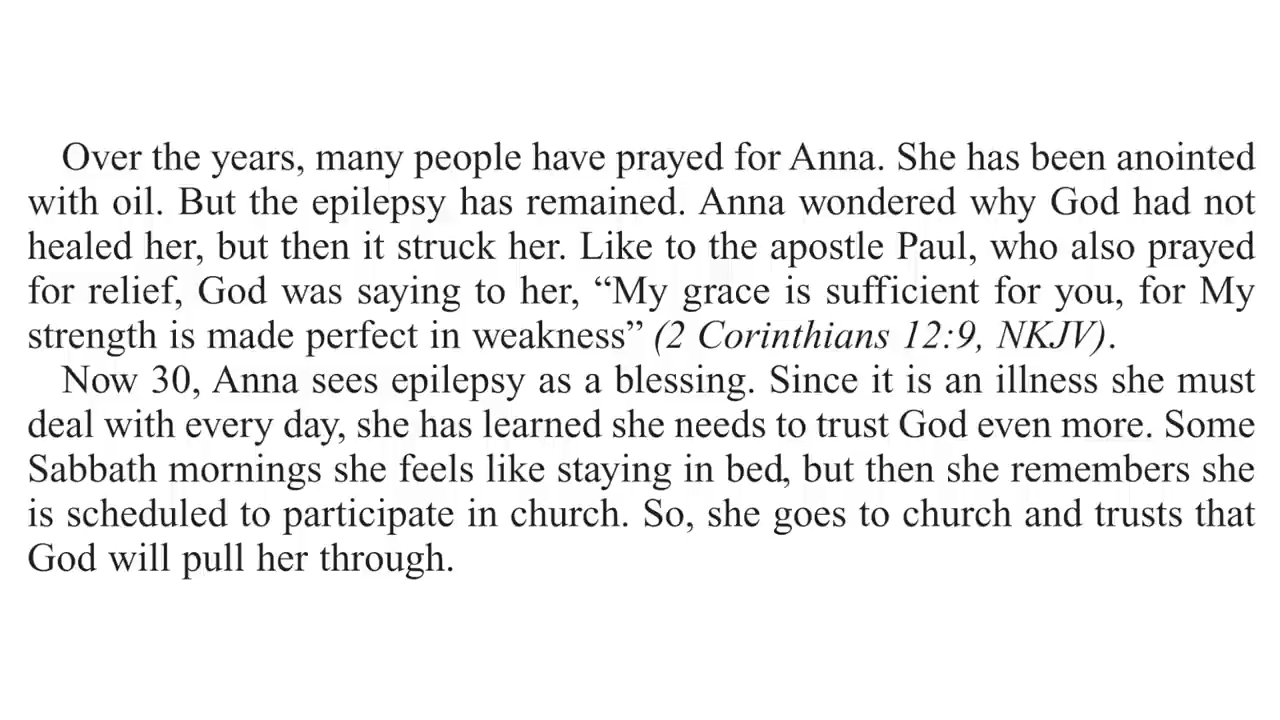 Over the years, many people have prayed for Anna. She has been anointed
with oil. But the epilepsy has remained. Anna wondered why God had not
healed her, but then it struck her. Like to the apostle Paul, who also prayed
for relief, God was saying to her, “My grace is sufficient for you, for My
strength is made perfect in weakness” (2 Corinthians 12:9, NKJV).
Now 30, Anna sees epilepsy as a blessing. Since it is an illness she must
deal with every day, she has learned she needs to trust God even more. Some
Sabbath mornings she feels like staying in bed, but then she remembers she
is scheduled to participate in church. So, she goes to church and trusts that
God will pull her through.